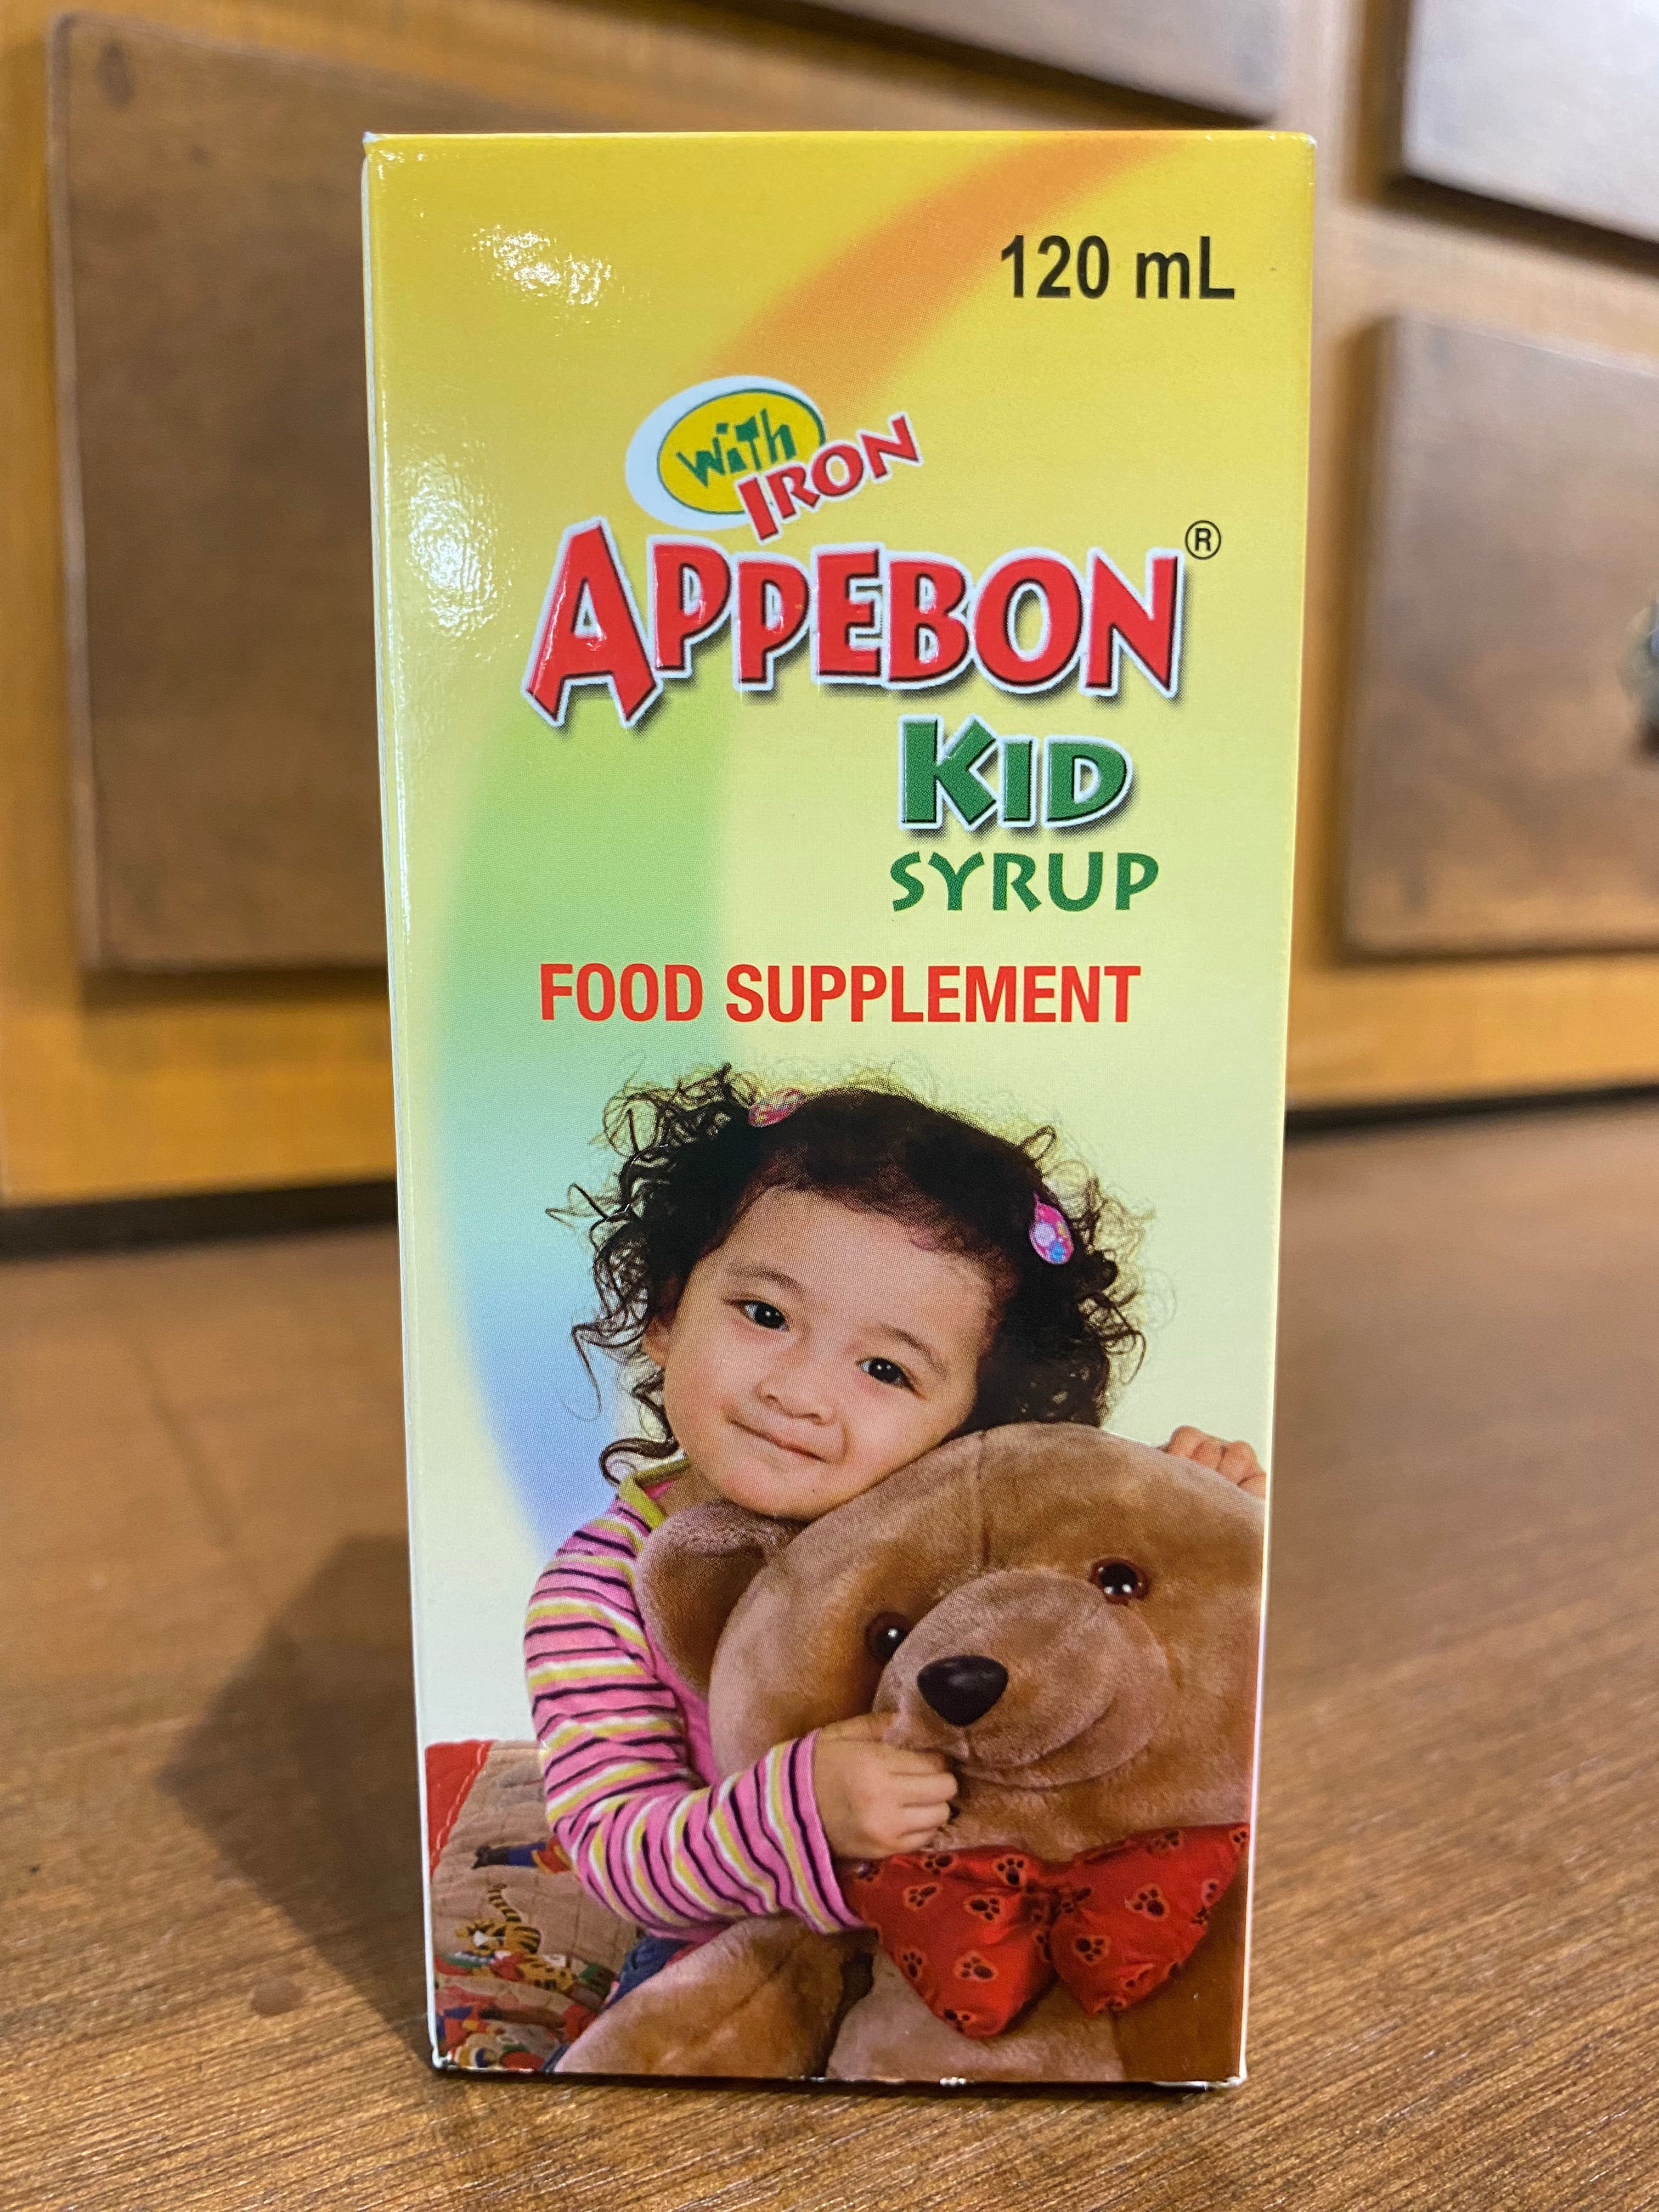 120 mL
With
IRON
APPEBON®
KID
SYRUP
FOOD SUPPLEMENT